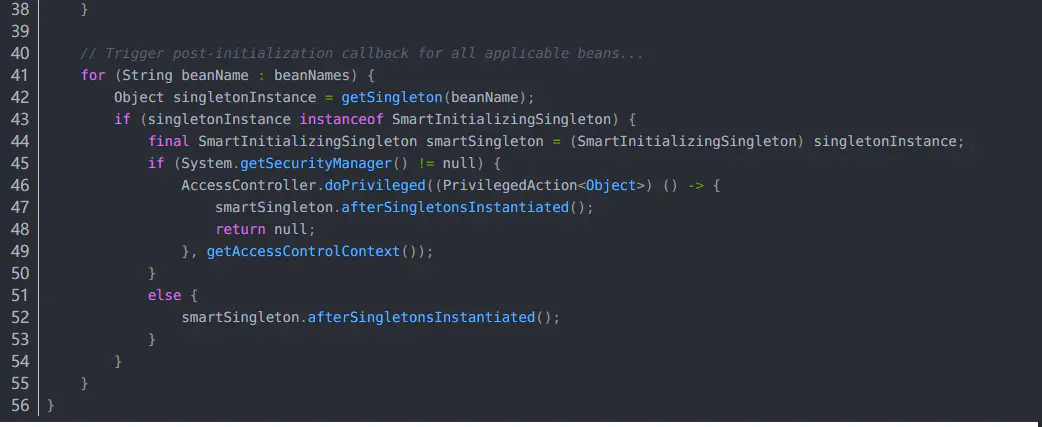 38     }
39
40     // Trigger post-initialization callback for all applicable beans...
41     for (String beanName : beanNames) {
42         Object singletonInstance = getSingleton(beanName);
43         if (singletonInstance instanceof SmartInitializingSingleton) {
44             final SmartInitializingSingleton smartSingleton = (SmartInitializingSingleton) singletonInstance;
45             if (System.getSecurityManager() != null) {
46                 AccessController.doPrivileged((PrivilegedAction<Object>) () -> {
47                     smartSingleton.afterSingletonsInstantiated();
48                     return null;
49                 }, getAccessControlContext());
50             }
51             else {
52                 smartSingleton.afterSingletonsInstantiated();
53             }
54         }
55     }
56 }